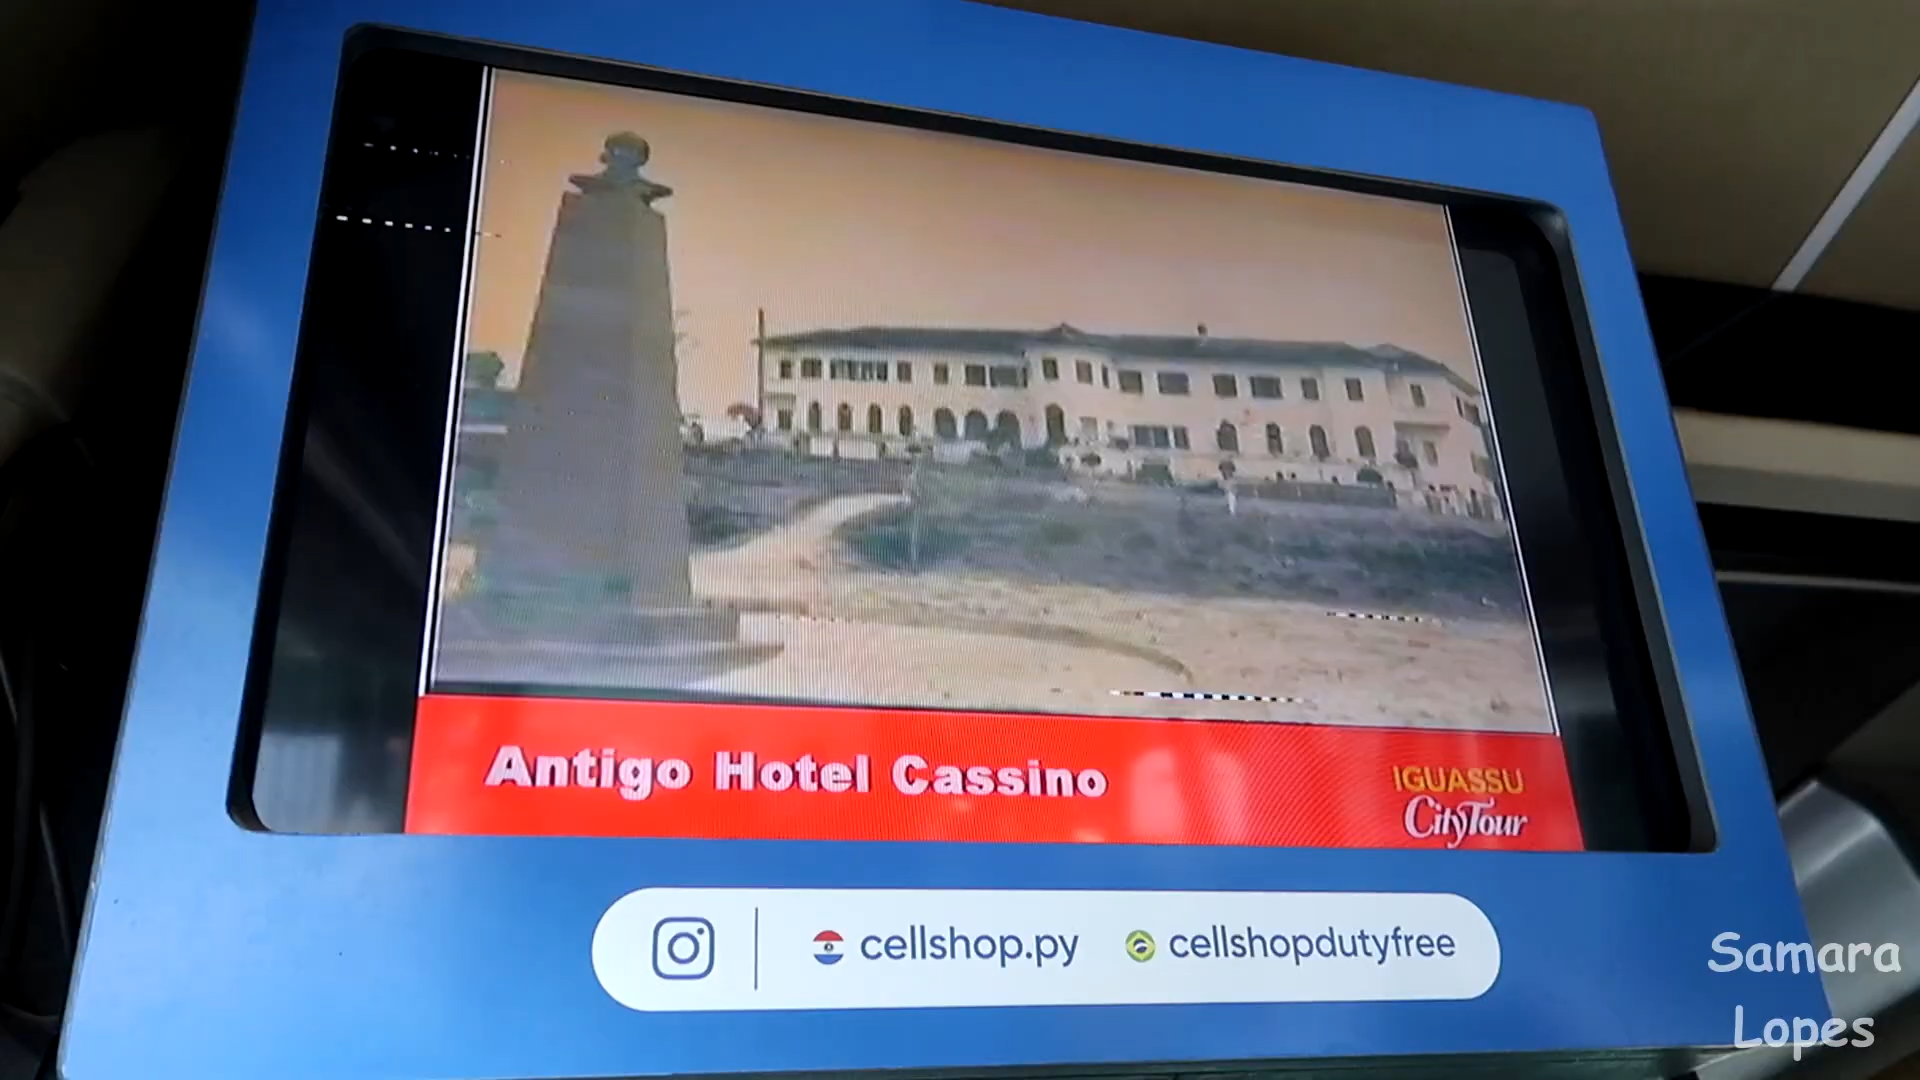 Antigo Hotel Cassino
IGUASSU
CityTour
cellshop.py
cellshopdutyfree
Samara
Lopes